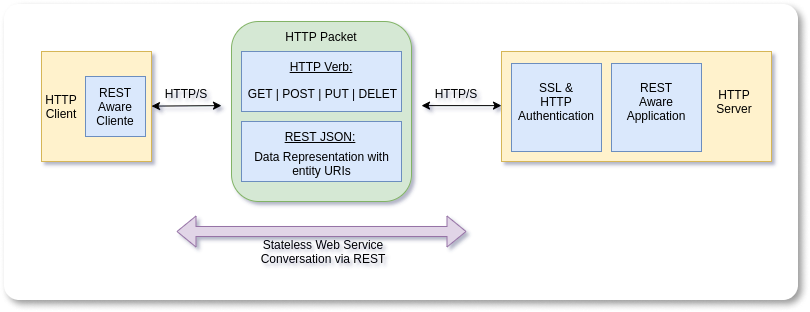 HTTP Packet
HTTP
Client
REST
Aware
Cliente
HTTP/S
HTTP Verb:
GET | POST | PUT | DELET
REST JSON:
Data Representation with
entity URIs
HTTP/S
SSL &
HTTP
Authentication
REST
Aware
Application
HTTP
Server
Stateless Web Service
Conversation via REST